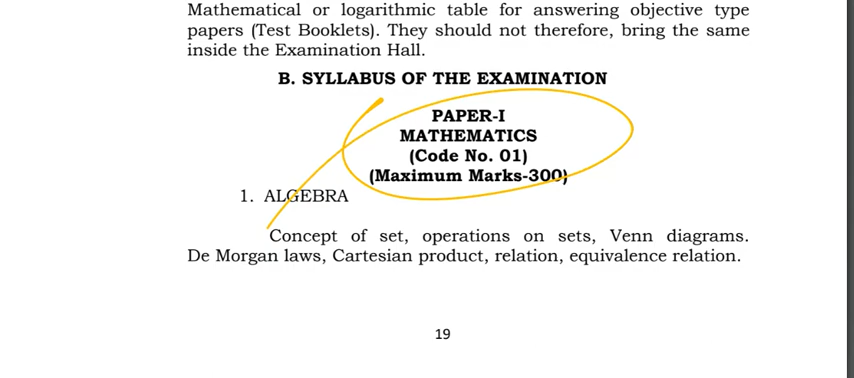 Mathematical or logarithmic table for answering objective type
papers (Test Booklets). They should not therefore, bring the same
inside the Examination Hall.
B. SYLLABUS OF THE EXAMINATION
PAPER-I
MATHEMATICS
(Code No. 01)
(Maximum Marks-300)
1. ALGEBRA
Concept of set, operations on sets, Venn diagrams.
De Morgan laws, Cartesian product, relation, equivalence relation.
19